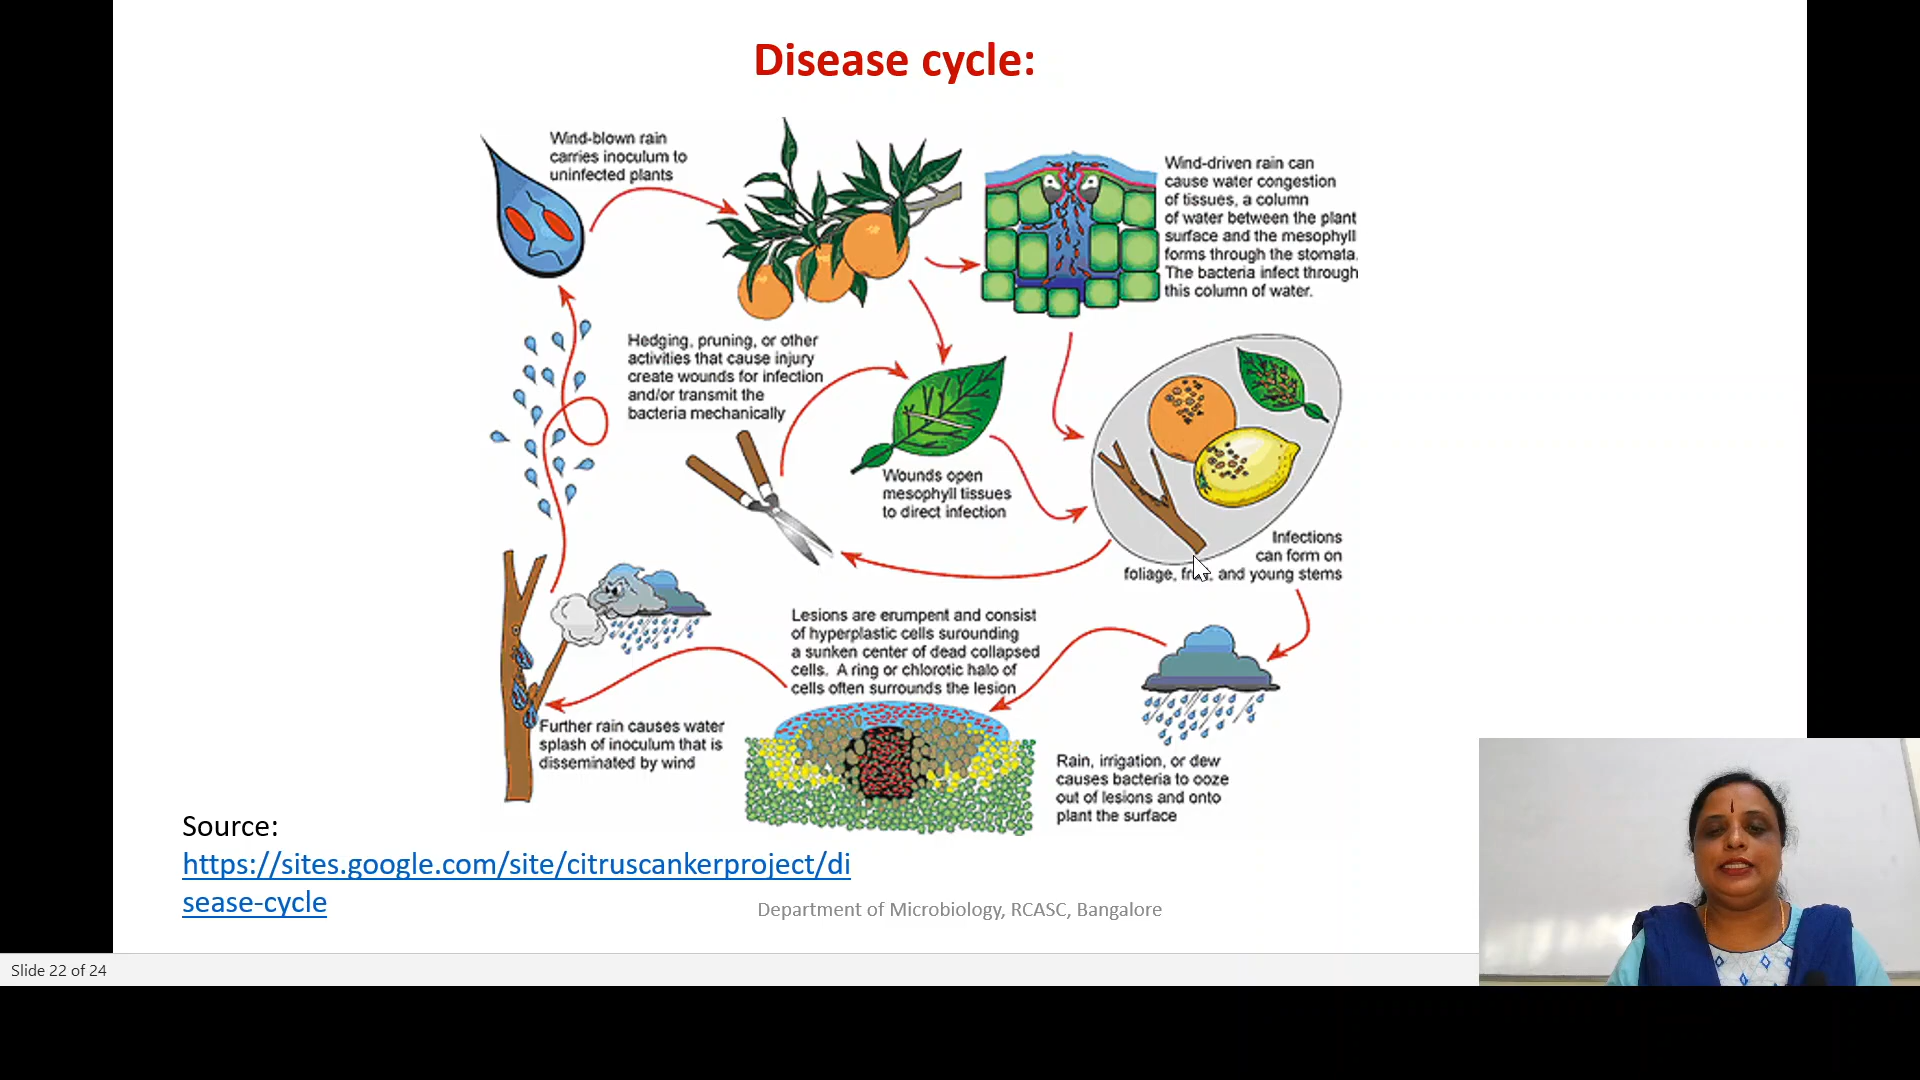 Disease cycle:
Wind-blown rain
carries inoculum to
uninfected plants
Wind-driven rain can
cause water congestion
of tissues, a column
of water between the plant
surface and the mesophyll
forms through the stomata.
The bacteria infect through
this column of water.
Hedging, pruning, or other
activities that cause injury
create wounds for infection
and/or transmit the
bacteria mechanically
Wounds open
mesophyll tissues
to direct infection
Infections
can form on
foliage, and young stems
Lesions are erumpent and consist
of hyperplastic cells surounding
a sunken center of dead collapsed
cells. A ring or chlorotic halo of
cells often surrounds the lesion
Further rain causes water
splash of inoculum that is
disseminated by wind
Rain, irrigation, or dew
causes bacteria to ooze
out of lesions and onto
plant the surface
Source:
https://sites.google.com/site/citruscankerproject/di
sease-cycle
Department of Microbiology, RCASC, Bangalore
Slide 22 of 24